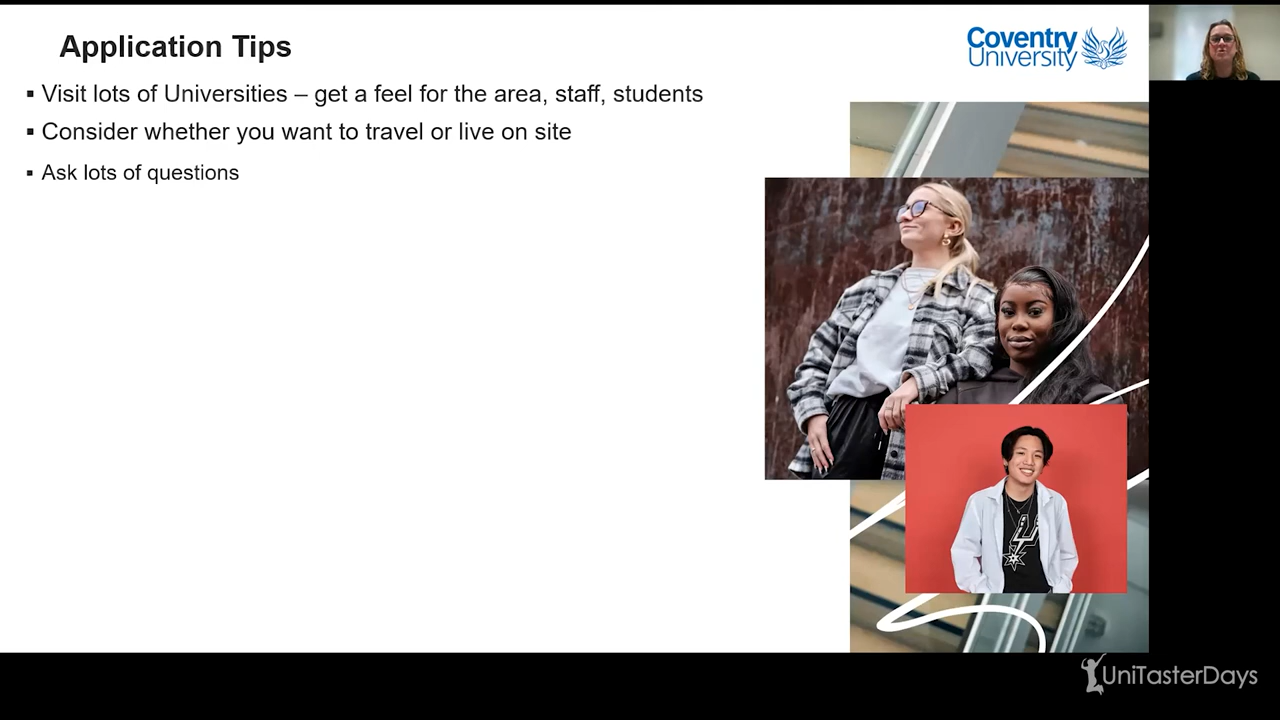 Application Tips
Coventry
University
▪ Visit lots of Universities – get a feel for the area, staff, students
▪ Consider whether you want to travel or live on site
▪ Ask lots of questions
UniTasterDays